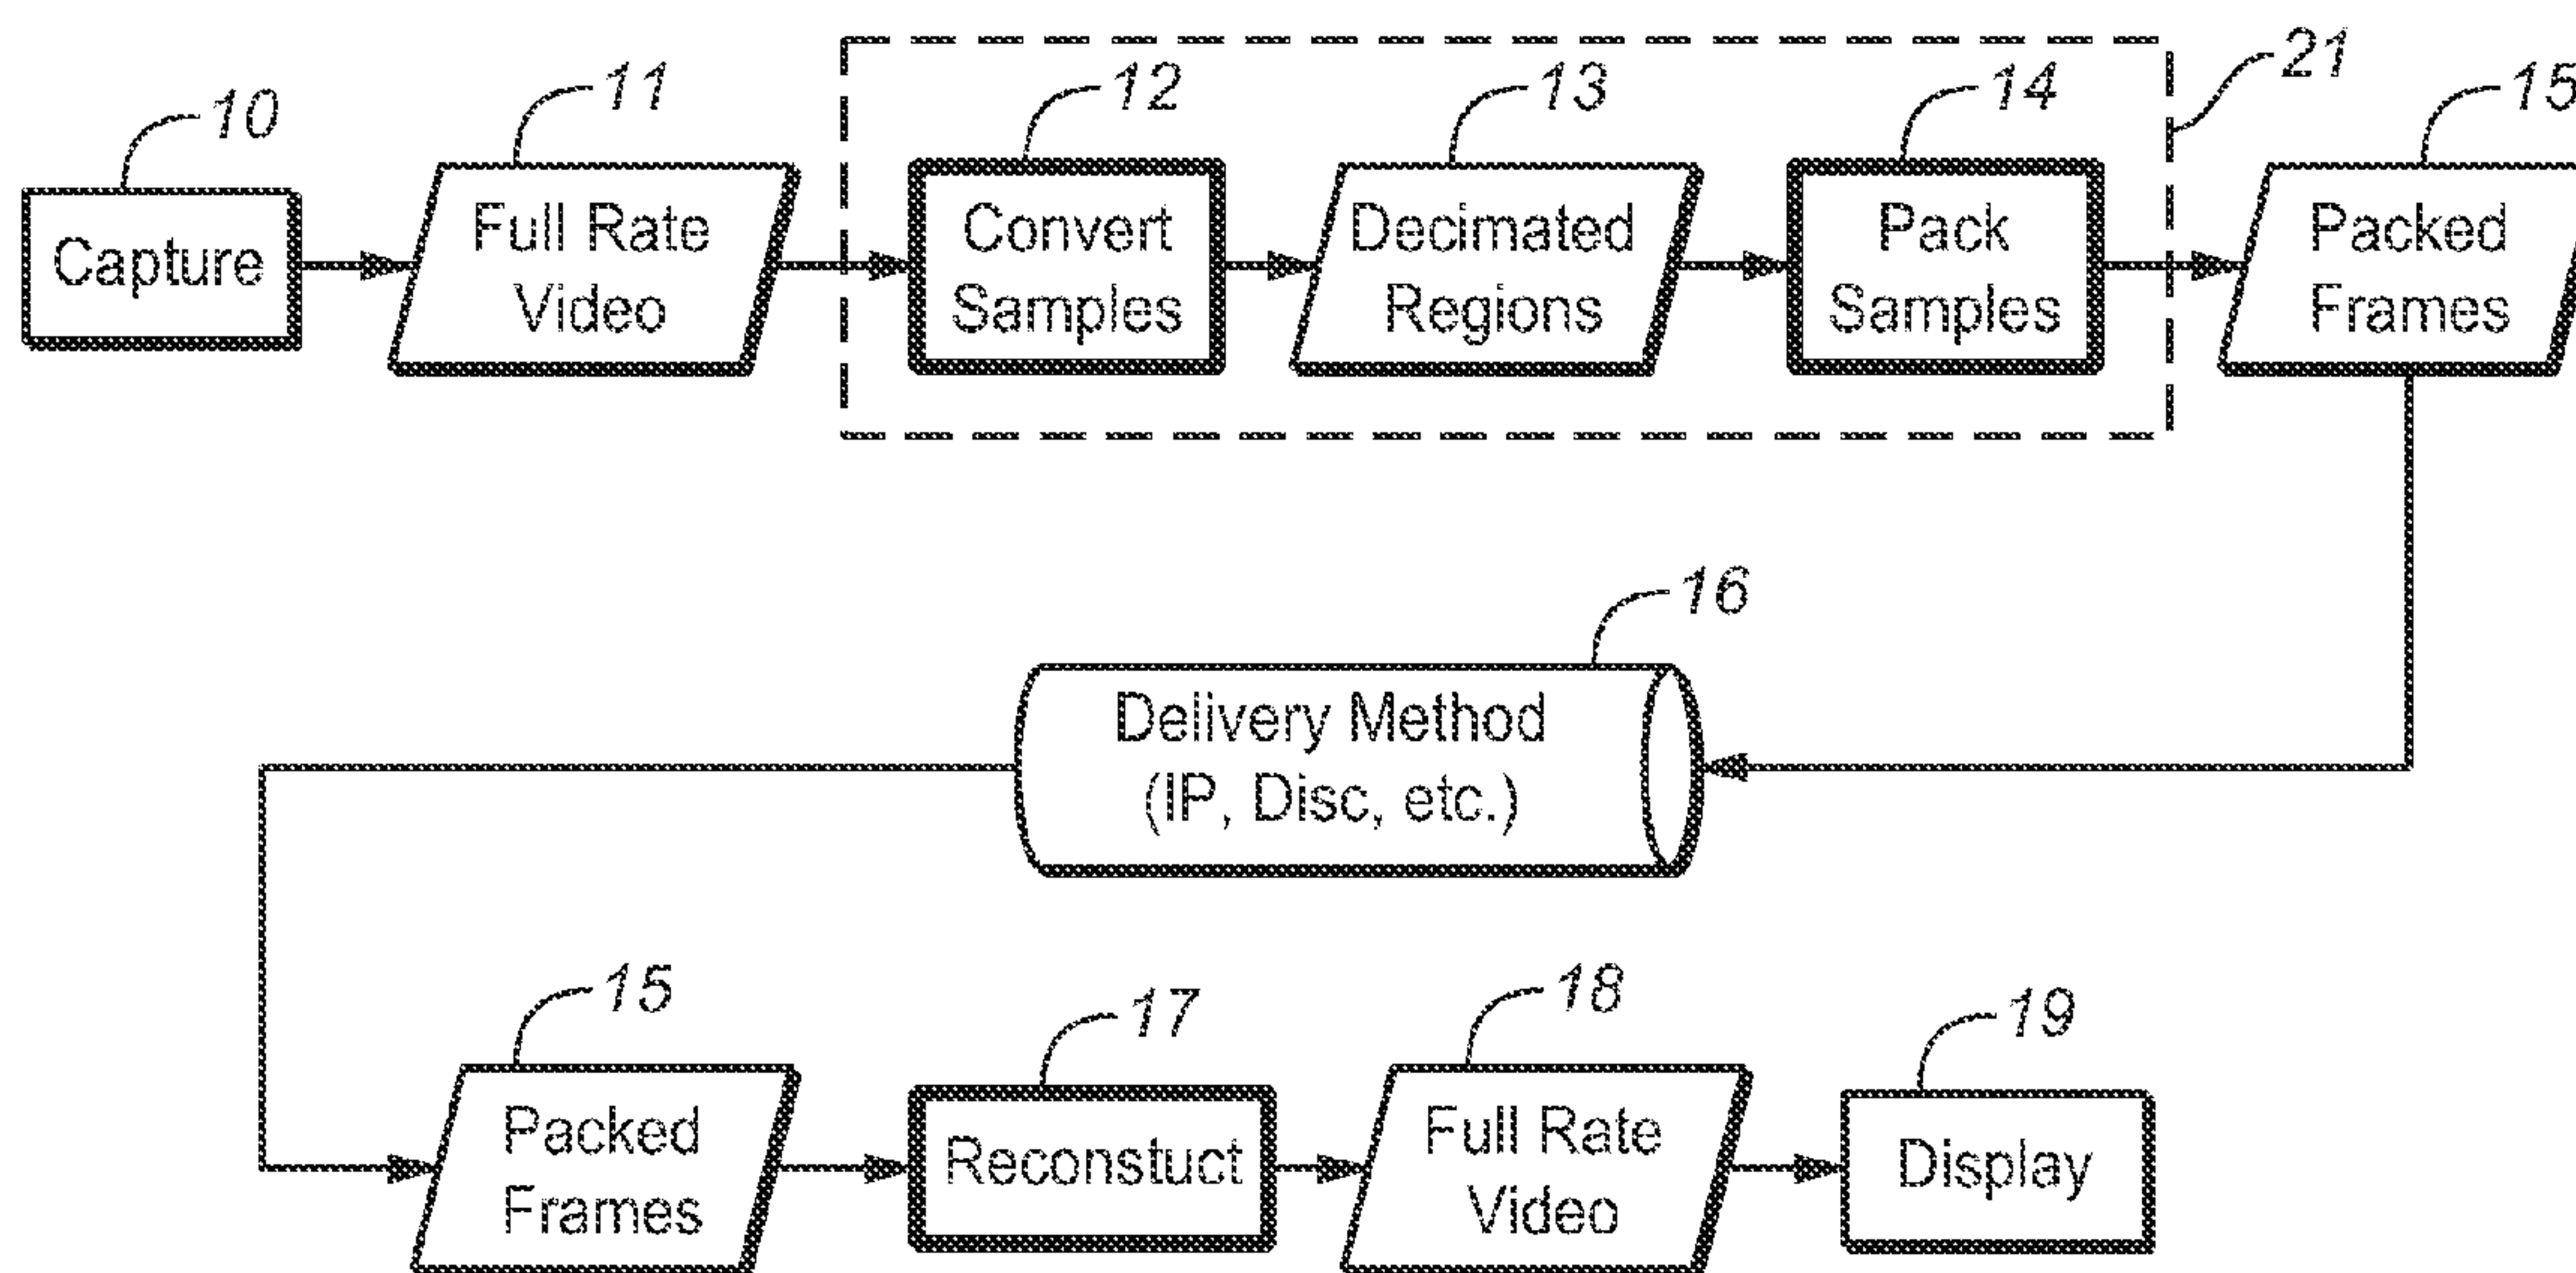 10
11
12
13
14
21
15
Capture
Full Rate
Video
Convert
Samples
Decimated
Regions
Pack
Samples
Packed
Frames
16
Delivery Method
(IP, Disc, etc.)
15
17
18
19
Packed
Frames
Reconstuct
Full Rate
Video
Display